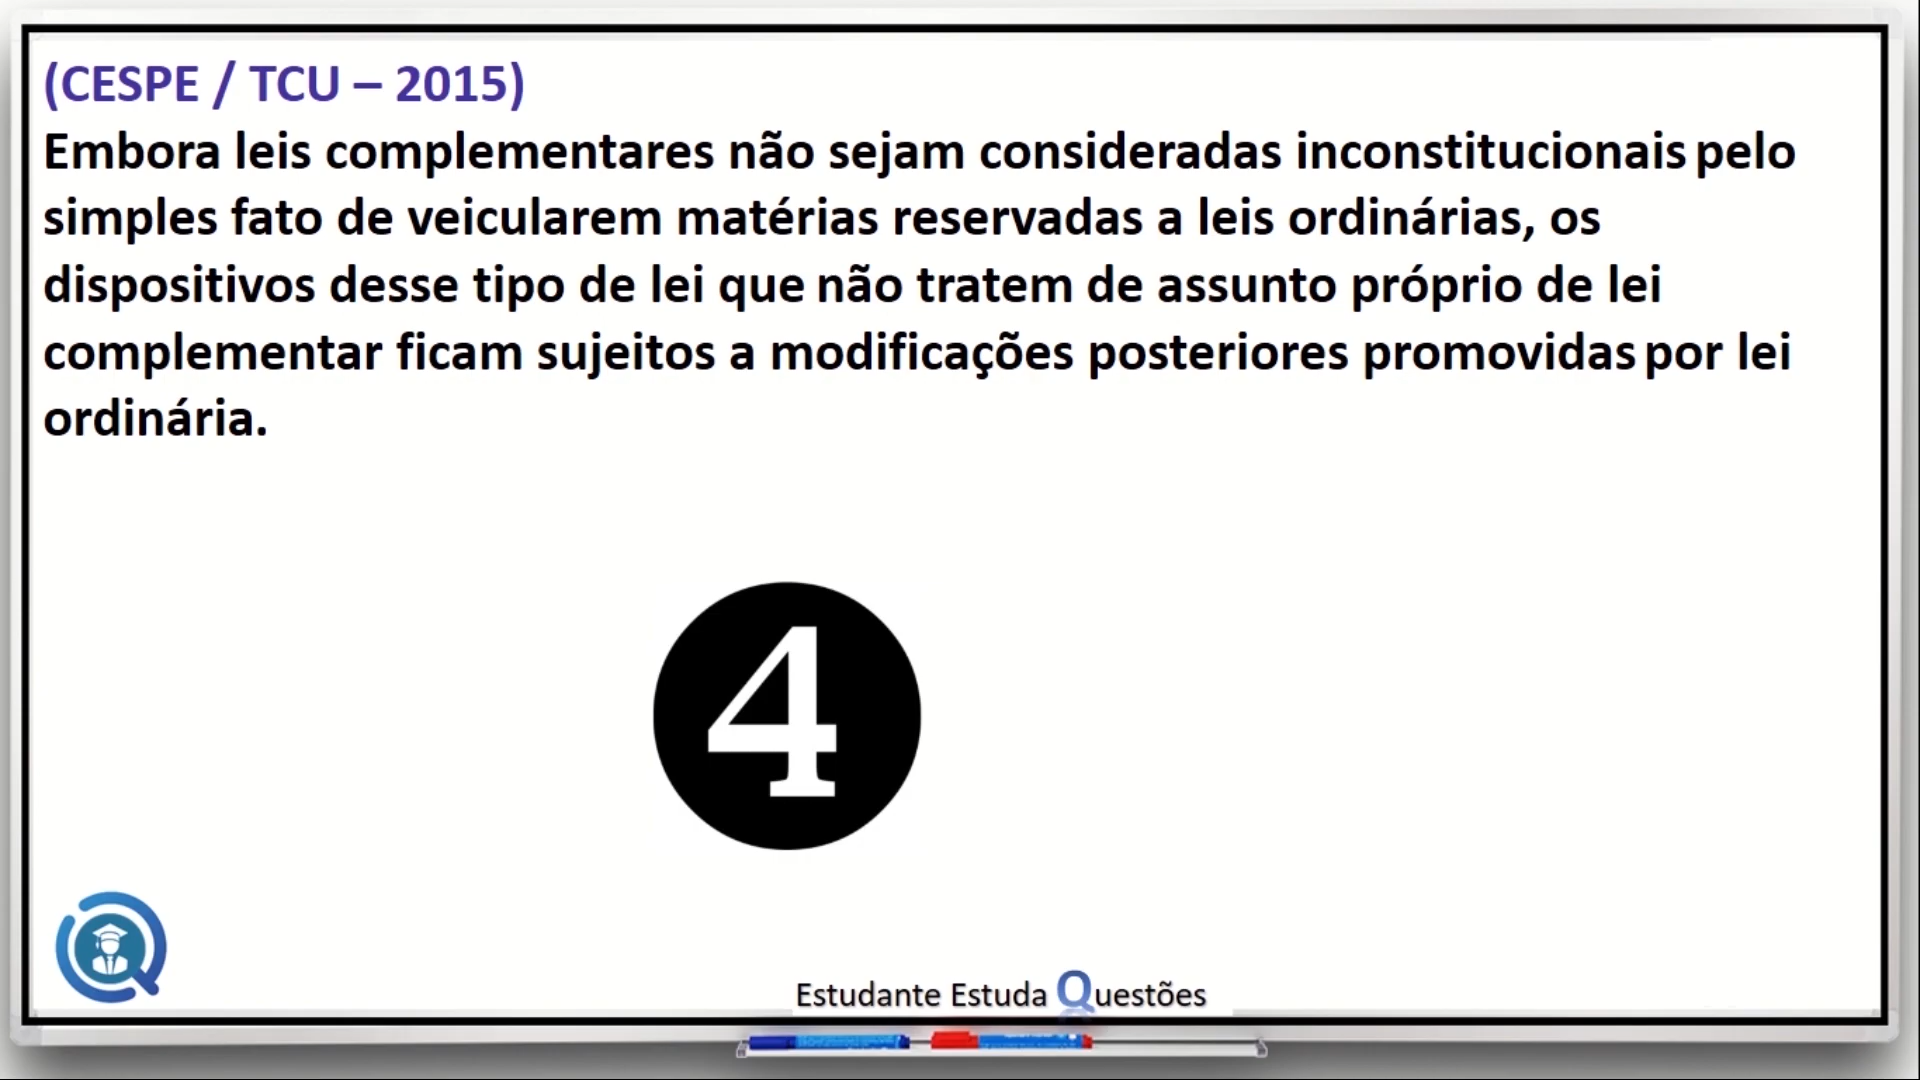 (CESPE / TCU – 2015)
Embora leis complementares não sejam consideradas inconstitucionais pelo
simples fato de veicularem matérias reservadas a leis ordinárias, os
dispositivos desse tipo de lei que não tratem de assunto próprio de lei
complementar ficam sujeitos a modificações posteriores promovidas por lei
ordinária.
4
Estudante Estuda Questões